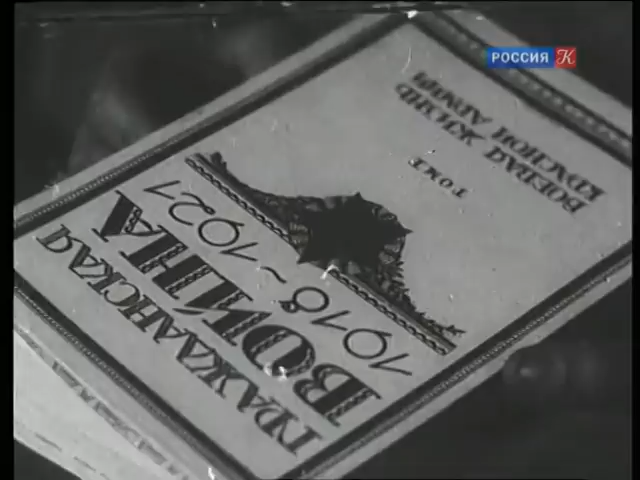 РОССИЯ К
ГРАЖДАНСКАЯ
ВОЙНА
1918~1921
ТОМ I
БОЕВАЯ ЖИЗНЬ
КРАСНОЙ АРМИИ